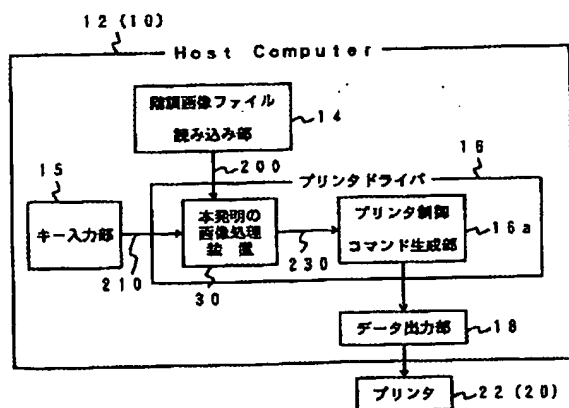 12(10)
Host Computer
階調画像ファイル
読み込み部
14
15
200
16
プリンタドライバ
キー入力部
本発明の
画像処理
装置
プリンタ制御
コマンド生成部
16a
210
230
30
データ出力部
18
プリンタ
22(20)